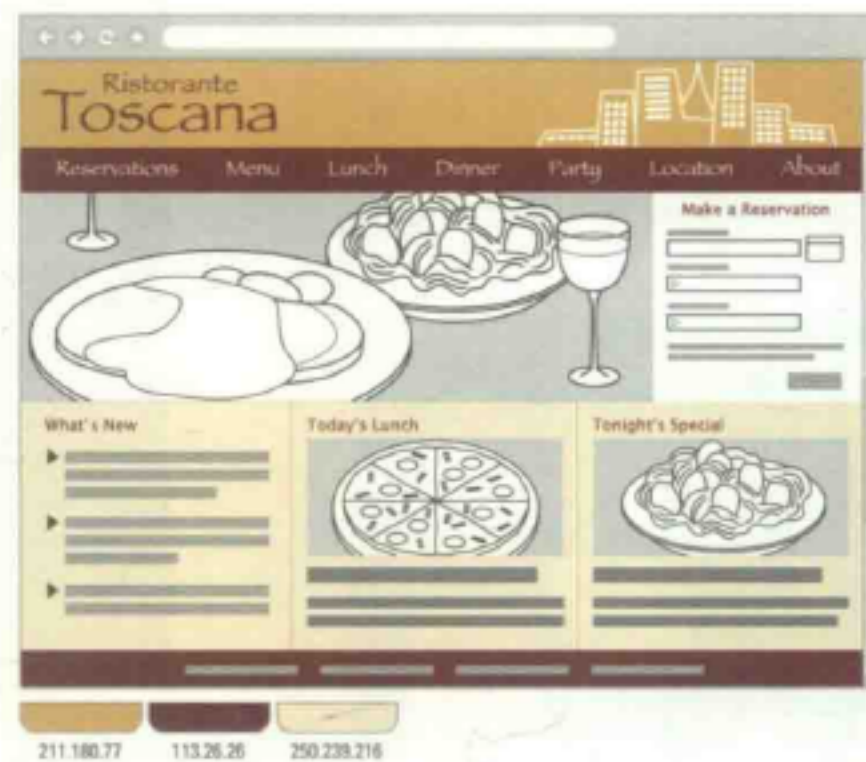 Ristorante
Toscana
Reservations Menu Lunch Dinner Party Location About
Make a Reservation
What's New
Today's Lunch
Tonight's Special
211.180.77 113.26.26 250.239.216